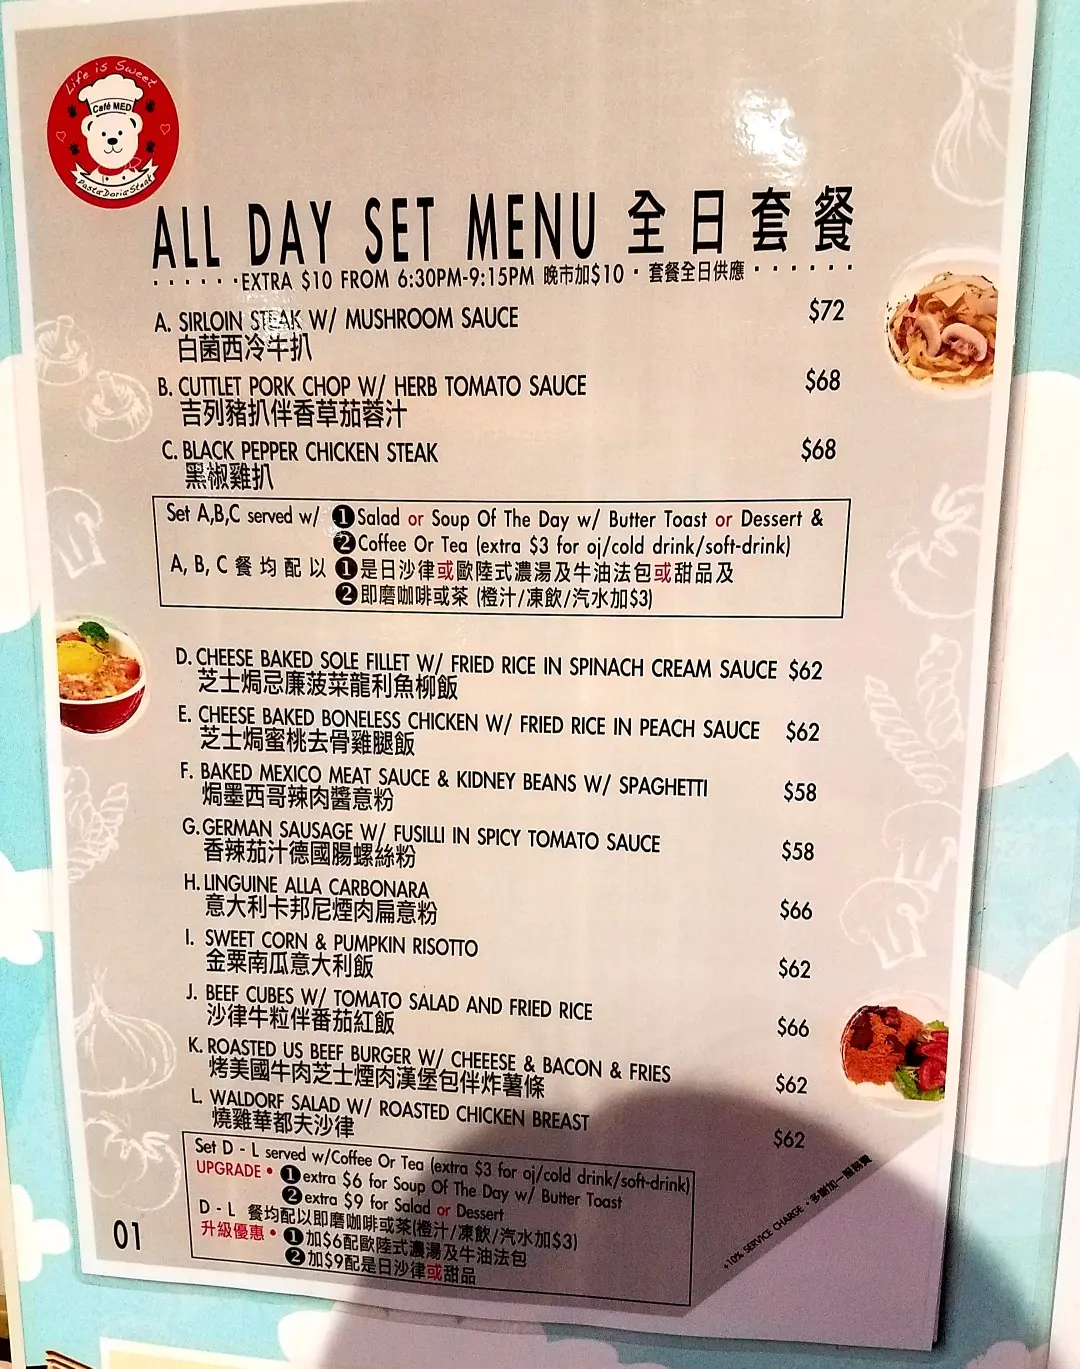 Life is Sweet
Café MED
Pasta Doria Steak
ALL DAY SET MENU 全日套餐
EXTRA $10 FROM 6:30PM-9:15PM 晚市加$10・套餐全日供應
A. SIRLOIN STEAK W/ MUSHROOM SAUCE $72
白菌西冷牛扒
B. CUTTLET PORK CHOP W/ HERB TOMATO SAUCE $68
吉列豬扒伴香草茄蓉汁
C. BLACK PEPPER CHICKEN STEAK $68
黑椒雞扒
Set A,B,C served w/ ❶Salad or Soup Of The Day w/ Butter Toast or Dessert &
❷Coffee Or Tea (extra $3 for oj/cold drink/soft-drink)
A, B, C 餐均配以 ❶是日沙律或歐陸式濃湯及牛油法包或甜品及
❷即磨咖啡或茶 (橙汁/凍飲/汽水加$3)
D. CHEESE BAKED SOLE FILLET W/ FRIED RICE IN SPINACH CREAM SAUCE $62
芝士焗忌廉菠菜龍利魚柳飯
E. CHEESE BAKED BONELESS CHICKEN W/ FRIED RICE IN PEACH SAUCE $62
芝士焗蜜桃去骨雞腿飯
F. BAKED MEXICO MEAT SAUCE & KIDNEY BEANS W/ SPAGHETTI $58
焗墨西哥辣肉醬意粉
G. GERMAN SAUSAGE W/ FUSILLI IN SPICY TOMATO SAUCE $58
香辣茄汁德國腸螺絲粉
H. LINGUINE ALLA CARBONARA $66
意大利卡邦尼煙肉扁意粉
I. SWEET CORN & PUMPKIN RISOTTO $62
金粟南瓜意大利飯
J. BEEF CUBES W/ TOMATO SALAD AND FRIED RICE $66
沙律牛粒伴番茄紅飯
K. ROASTED US BEEF BURGER W/ CHEEESE & BACON & FRIES $62
烤美國牛肉芝士煙肉漢堡包伴炸薯條
L. WALDORF SALAD W/ ROASTED CHICKEN BREAST $62
燒雞華都夫沙律
Set D - L served w/Coffee Or Tea (extra $3 for oj/cold drink/soft-drink)
UPGRADE・❶extra $6 for Soup Of The Day w/ Butter Toast
❷extra $9 for Salad or Dessert
D - L 餐均配以即磨咖啡或茶(橙汁/凍飲/汽水加$3)
升級優惠・❶加$6配歐陸式濃湯及牛油法包
❷加$9配是日沙律或甜品
+10% SERVICE CHARGE・多謝加一服務費
01